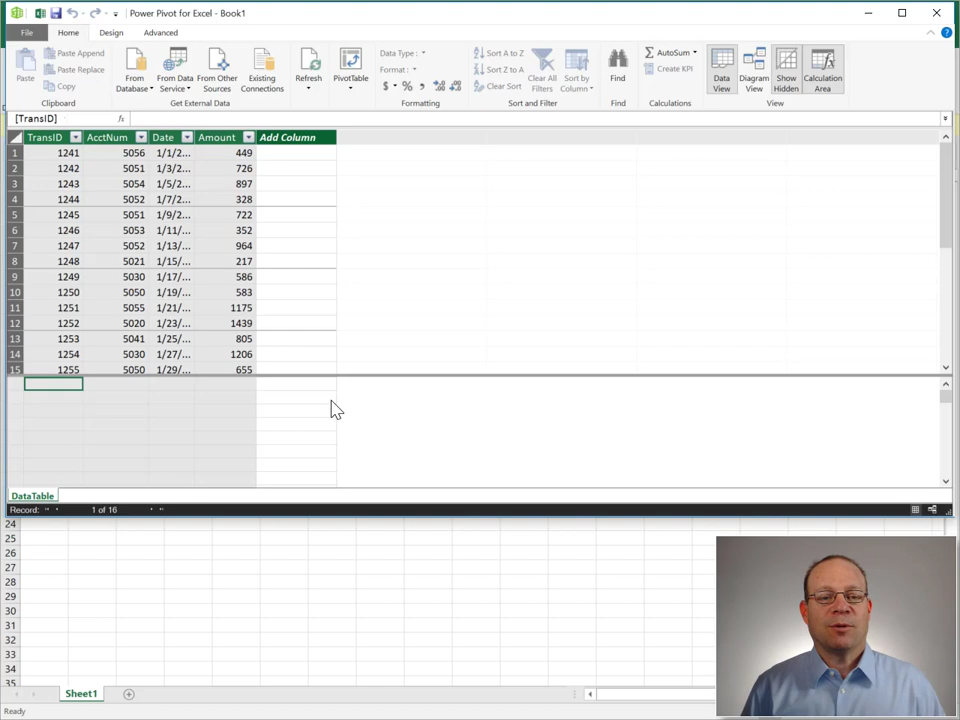 Power Pivot for Excel - Book1
File Home Design Advanced
Paste
Paste Append
Paste Replace
Copy
Clipboard
From Database
From Data Service
From Other Sources
Existing Connections
Get External Data
Refresh
PivotTable
Data Type :
Format :
$ % ,
Formatting
Sort A to Z
Sort Z to A
Clear Sort
Clear All Filters
Sort by Column
Sort and Filter
Find
Find
AutoSum
Create KPI
Calculations
Data View
Diagram View
Show Hidden
Calculation Area
View
[TransID] fx
TransID AcctNum Date Amount Add Column
1 1241 5056 1/1/2... 449
2 1242 5051 1/3/2... 726
3 1243 5054 1/5/2... 897
4 1244 5052 1/7/2... 328
5 1245 5051 1/9/2... 722
6 1246 5053 1/11/... 352
7 1247 5052 1/13/... 964
8 1248 5021 1/15/... 217
9 1249 5030 1/17/... 586
10 1250 5050 1/19/... 583
11 1251 5055 1/21/... 1175
12 1252 5020 1/23/... 1439
13 1253 5041 1/25/... 805
14 1254 5030 1/27/... 1206
15 1255 5050 1/29/... 655
DataTable
Record: 1 of 16
24
25
26
27
28
29
30
31
32
33
34
35
Sheet1
Ready